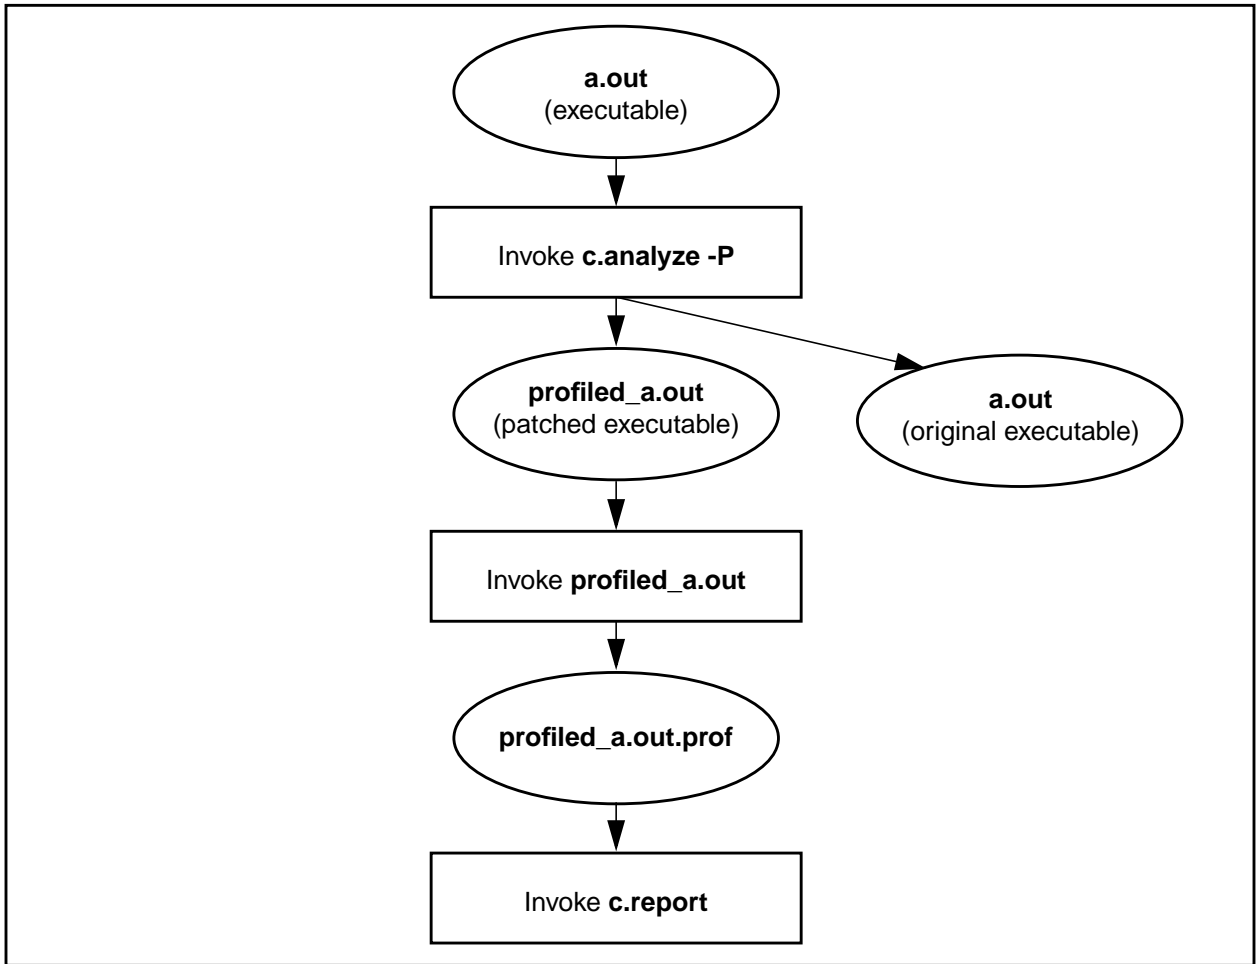 a.out
(executable)
Invoke c.analyze -P
profiled_a.out
(patched executable)
a.out
(original executable)
Invoke profiled_a.out
profiled_a.out.prof
Invoke c.report